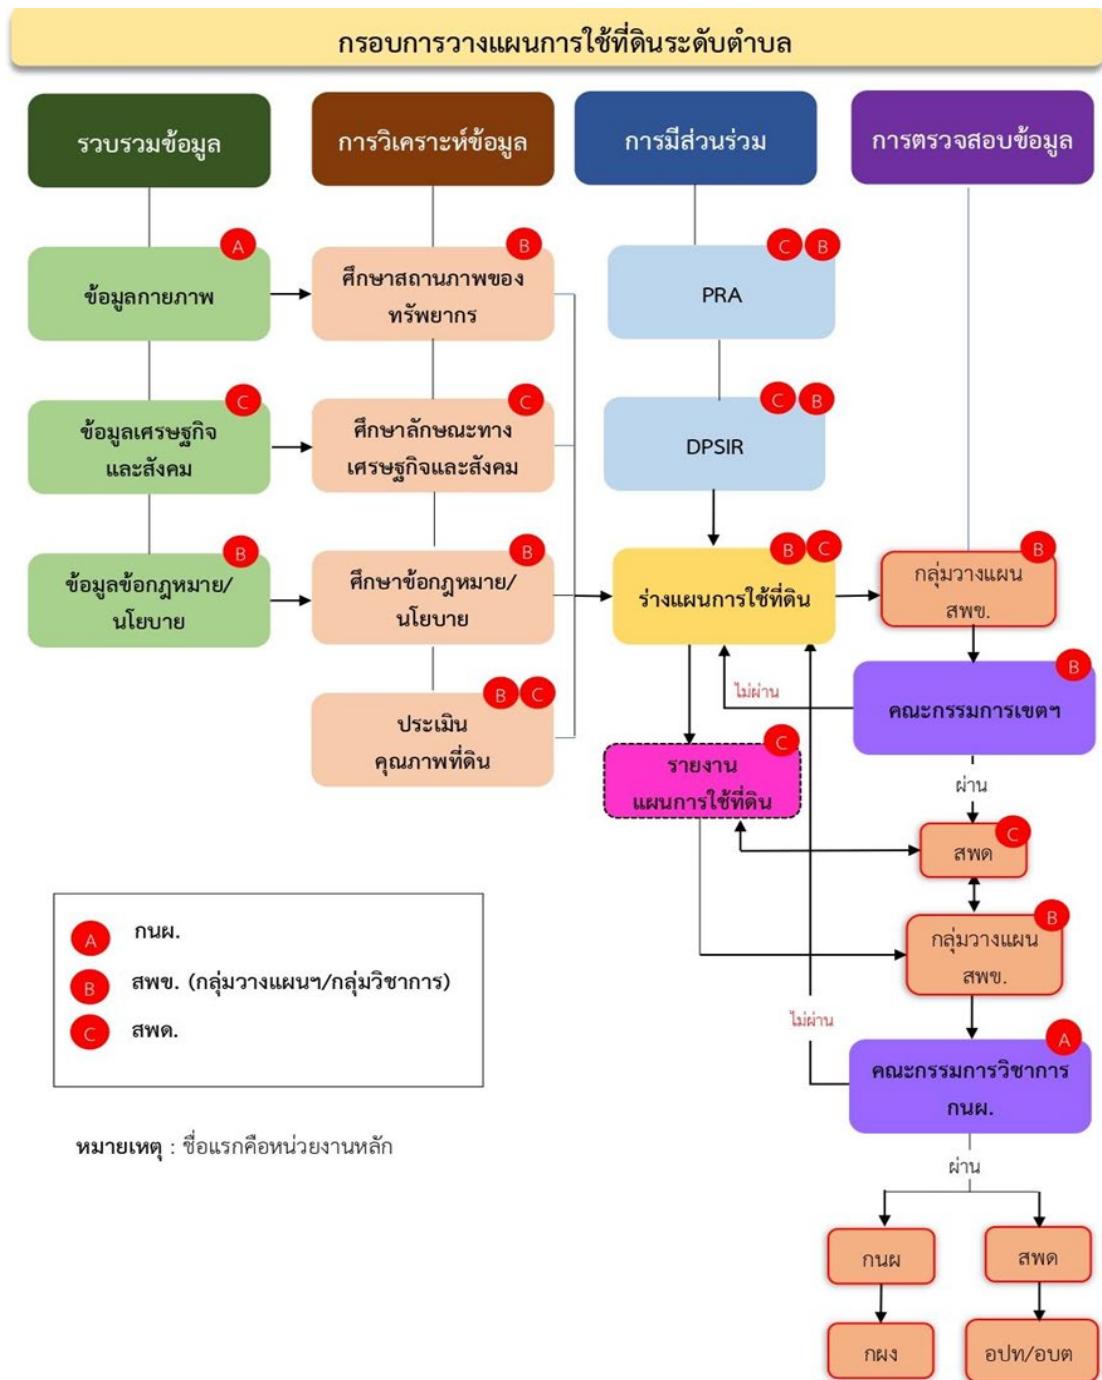 กรอบการวางแผนการใช้ที่ดินระดับตำบล
รวบรวมข้อมูล
การวิเคราะห์ข้อมูล
การมีส่วนร่วม
การตรวจสอบข้อมูล
A
ข้อมูลกายภาพ
B
ศึกษาสถานภาพของ
ทรัพยากร
C B
PRA
C
ข้อมูลเศรษฐกิจ
และสังคม
C
ศึกษาลักษณะทาง
เศรษฐกิจและสังคม
C B
DPSIR
B
ข้อมูลข้อกฎหมาย/
นโยบาย
B
ศึกษาข้อกฎหมาย/
นโยบาย
B C
ร่างแผนการใช้ที่ดิน
B
กลุ่มวางแผน
สพข.
B C
ประเมิน
คุณภาพที่ดิน
ไม่ผ่าน
B
คณะกรรมการเขตฯ
C
รายงาน
แผนการใช้ที่ดิน
ผ่าน
C
สพด
B
กลุ่มวางแผน
สพข.
ไม่ผ่าน
A
คณะกรรมการวิชาการ
กนผ.
ผ่าน
กนผ
สพด
กผง
อปท/อบต
A กนผ.
B สพข. (กลุ่มวางแผนฯ/กลุ่มวิชาการ)
C สพด.
หมายเหตุ : ชื่อแรกคือหน่วยงานหลัก